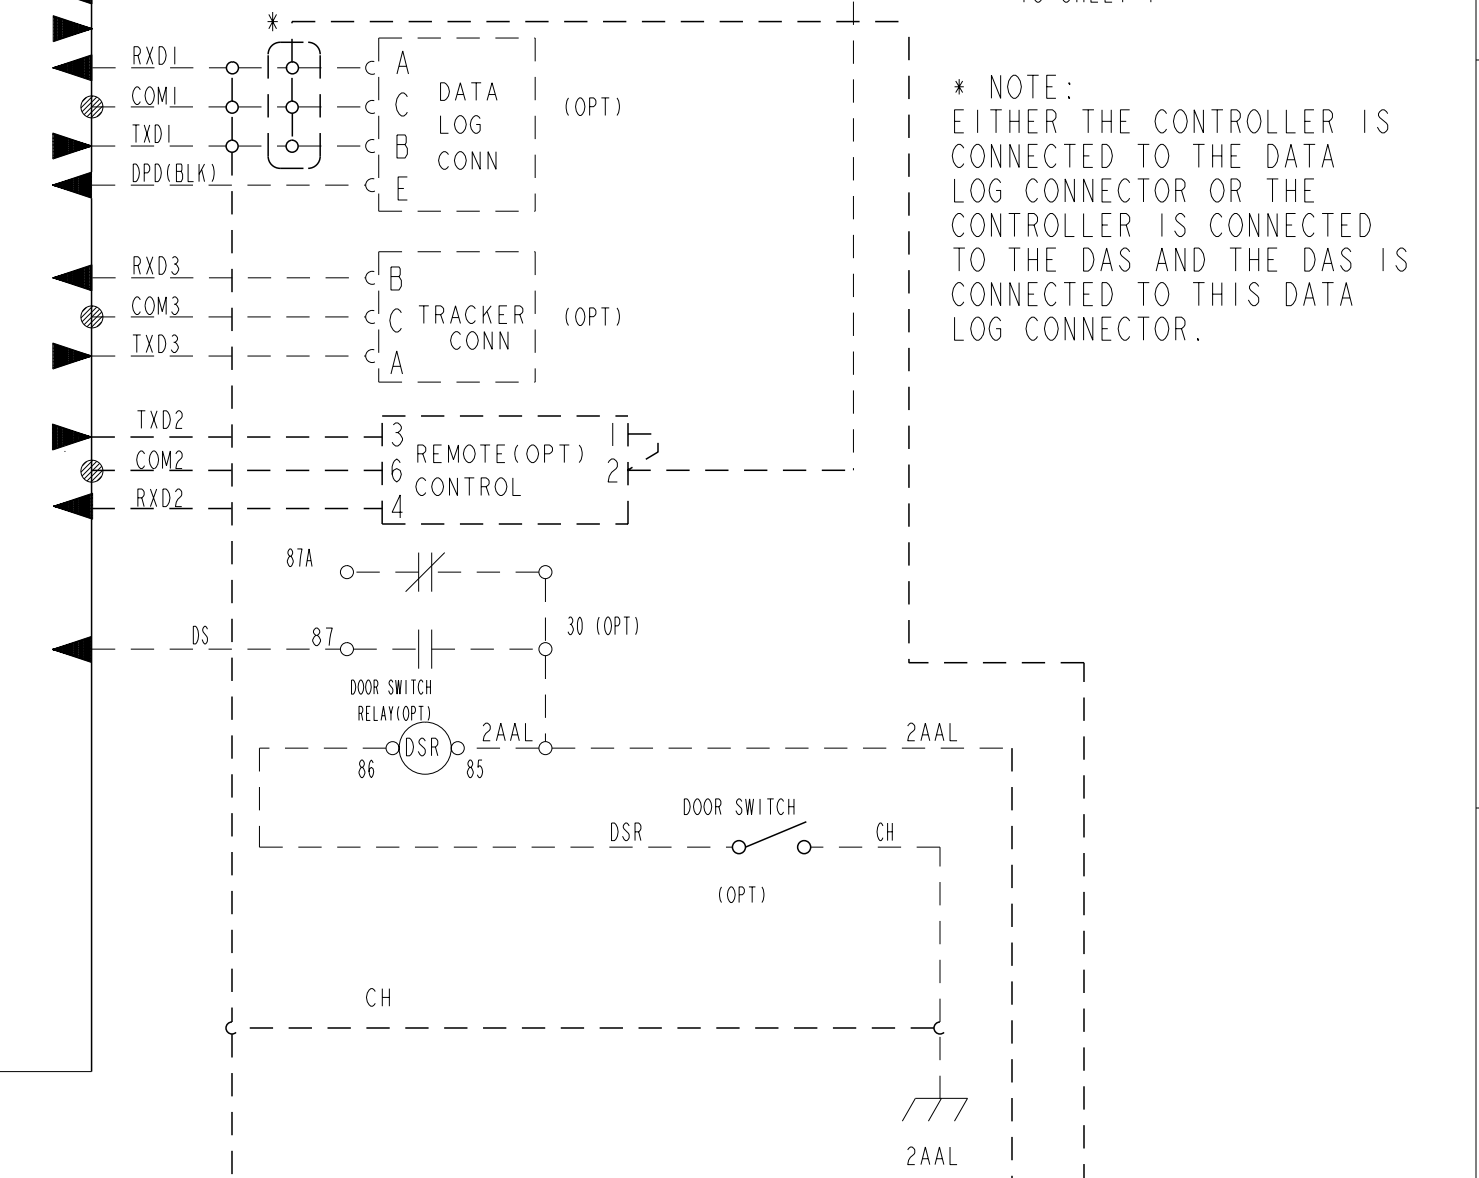 *
RXD1
COM1
TXD1
DPD(BLK)
A
C
B
E
DATA
LOG
CONN
(OPT)
* NOTE:
EITHER THE CONTROLLER IS
CONNECTED TO THE DATA
LOG CONNECTOR OR THE
CONTROLLER IS CONNECTED
TO THE DAS AND THE DAS IS
CONNECTED TO THIS DATA
LOG CONNECTOR.
RXD3
COM3
TXD3
B
C
A
TRACKER
CONN
(OPT)
TXD2
COM2
RXD2
3
6
4
REMOTE(OPT)
CONTROL
1
2
87A
30 (OPT)
DS
87
DOOR SWITCH
RELAY(OPT)
DSR
86
85
2AAL
2AAL
DOOR SWITCH
DSR
CH
(OPT)
CH
2AAL